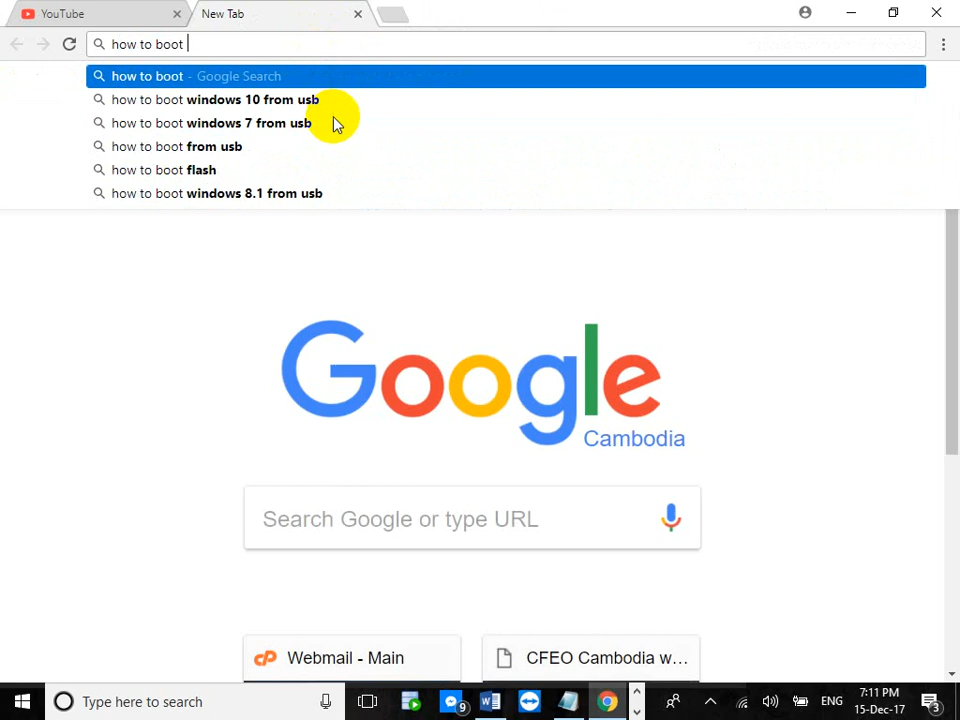 YouTube
New Tab
how to boot
how to boot - Google Search
how to boot windows 10 from usb
how to boot windows 7 from usb
how to boot from usb
how to boot flash
how to boot windows 8.1 from usb
Google
Cambodia
Search Google or type URL
Webmail - Main
CFEO Cambodia w...
Type here to search
9
ENG
7:11 PM
15-Dec-17
3